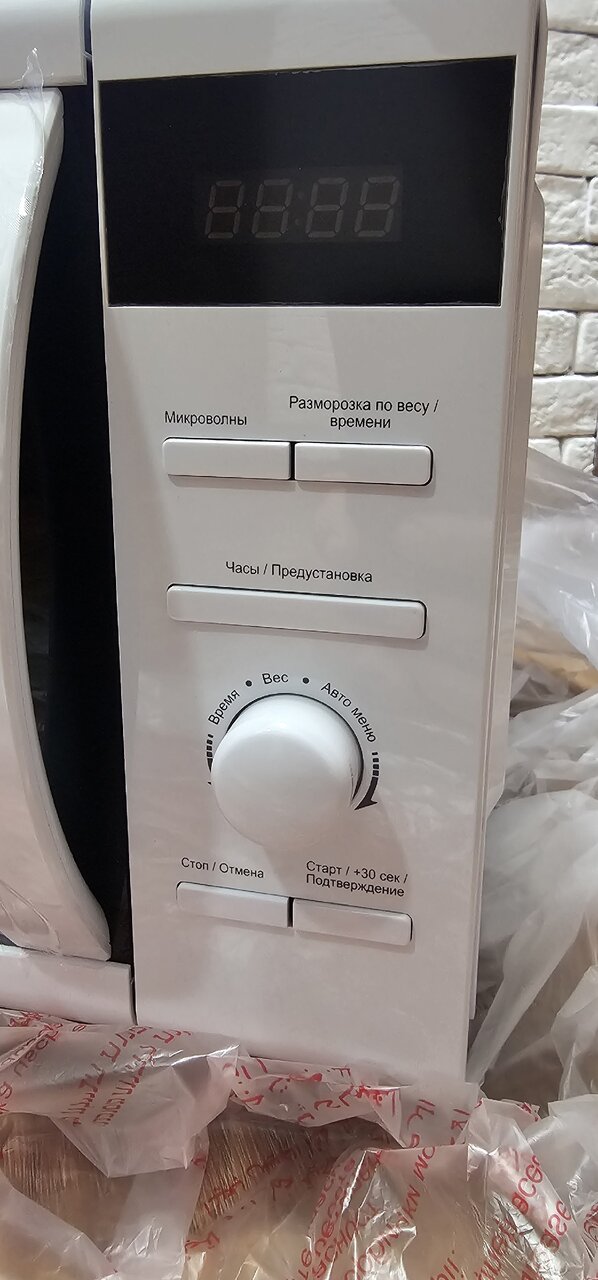 Микроволны
Разморозка по весу /
времени
Часы / Предустановка
Время • Вес • Авто меню
Стоп / Отмена
Старт / +30 сек /
Подтверждение